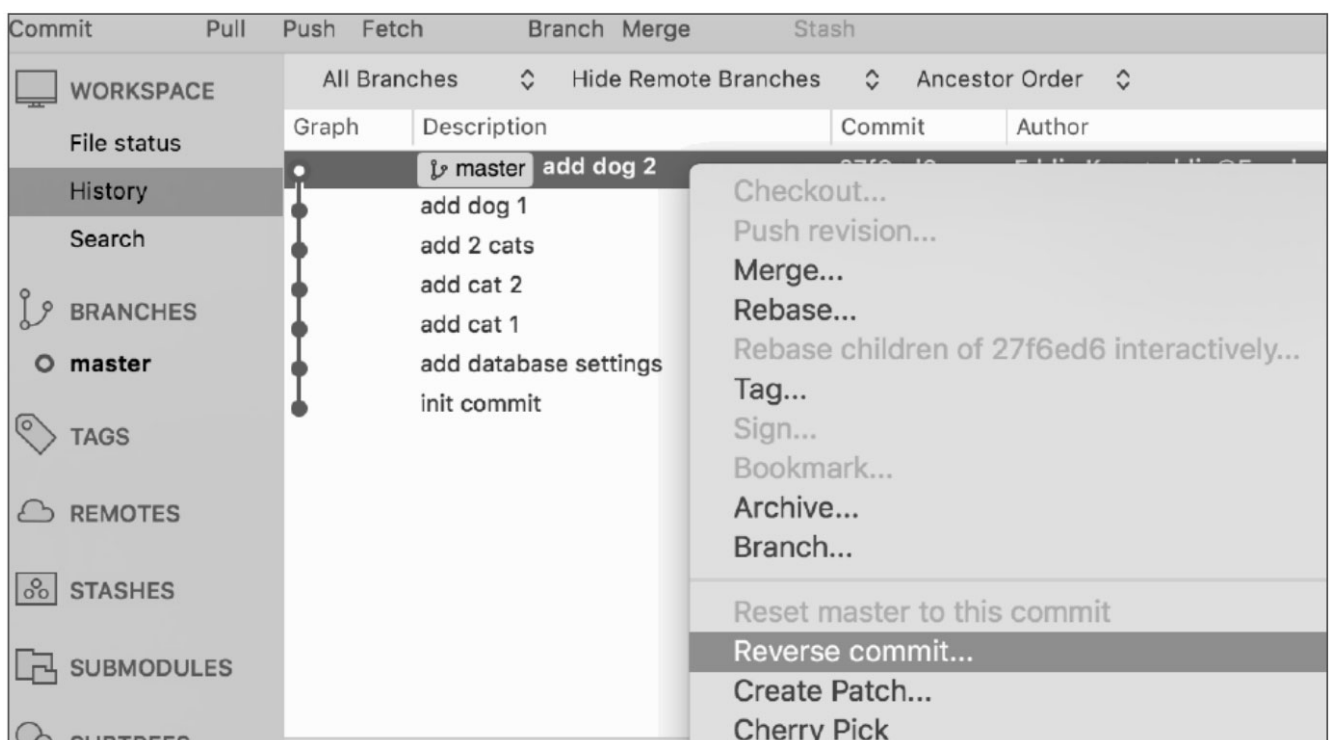 Commit Pull Push Fetch Branch Merge Stash
WORKSPACE
File status
History
Search
BRANCHES
master
TAGS
REMOTES
STASHES
SUBMODULES
All Branches Hide Remote Branches Ancestor Order
Graph Description Commit Author
master add dog 2
add dog 1
add 2 cats
add cat 2
add cat 1
add database settings
init commit
Checkout...
Push revision...
Merge...
Rebase...
Rebase children of 27f6ed6 interactively...
Tag...
Sign...
Bookmark...
Archive...
Branch...
Reset master to this commit
Reverse commit...
Create Patch...
Cherry Pick